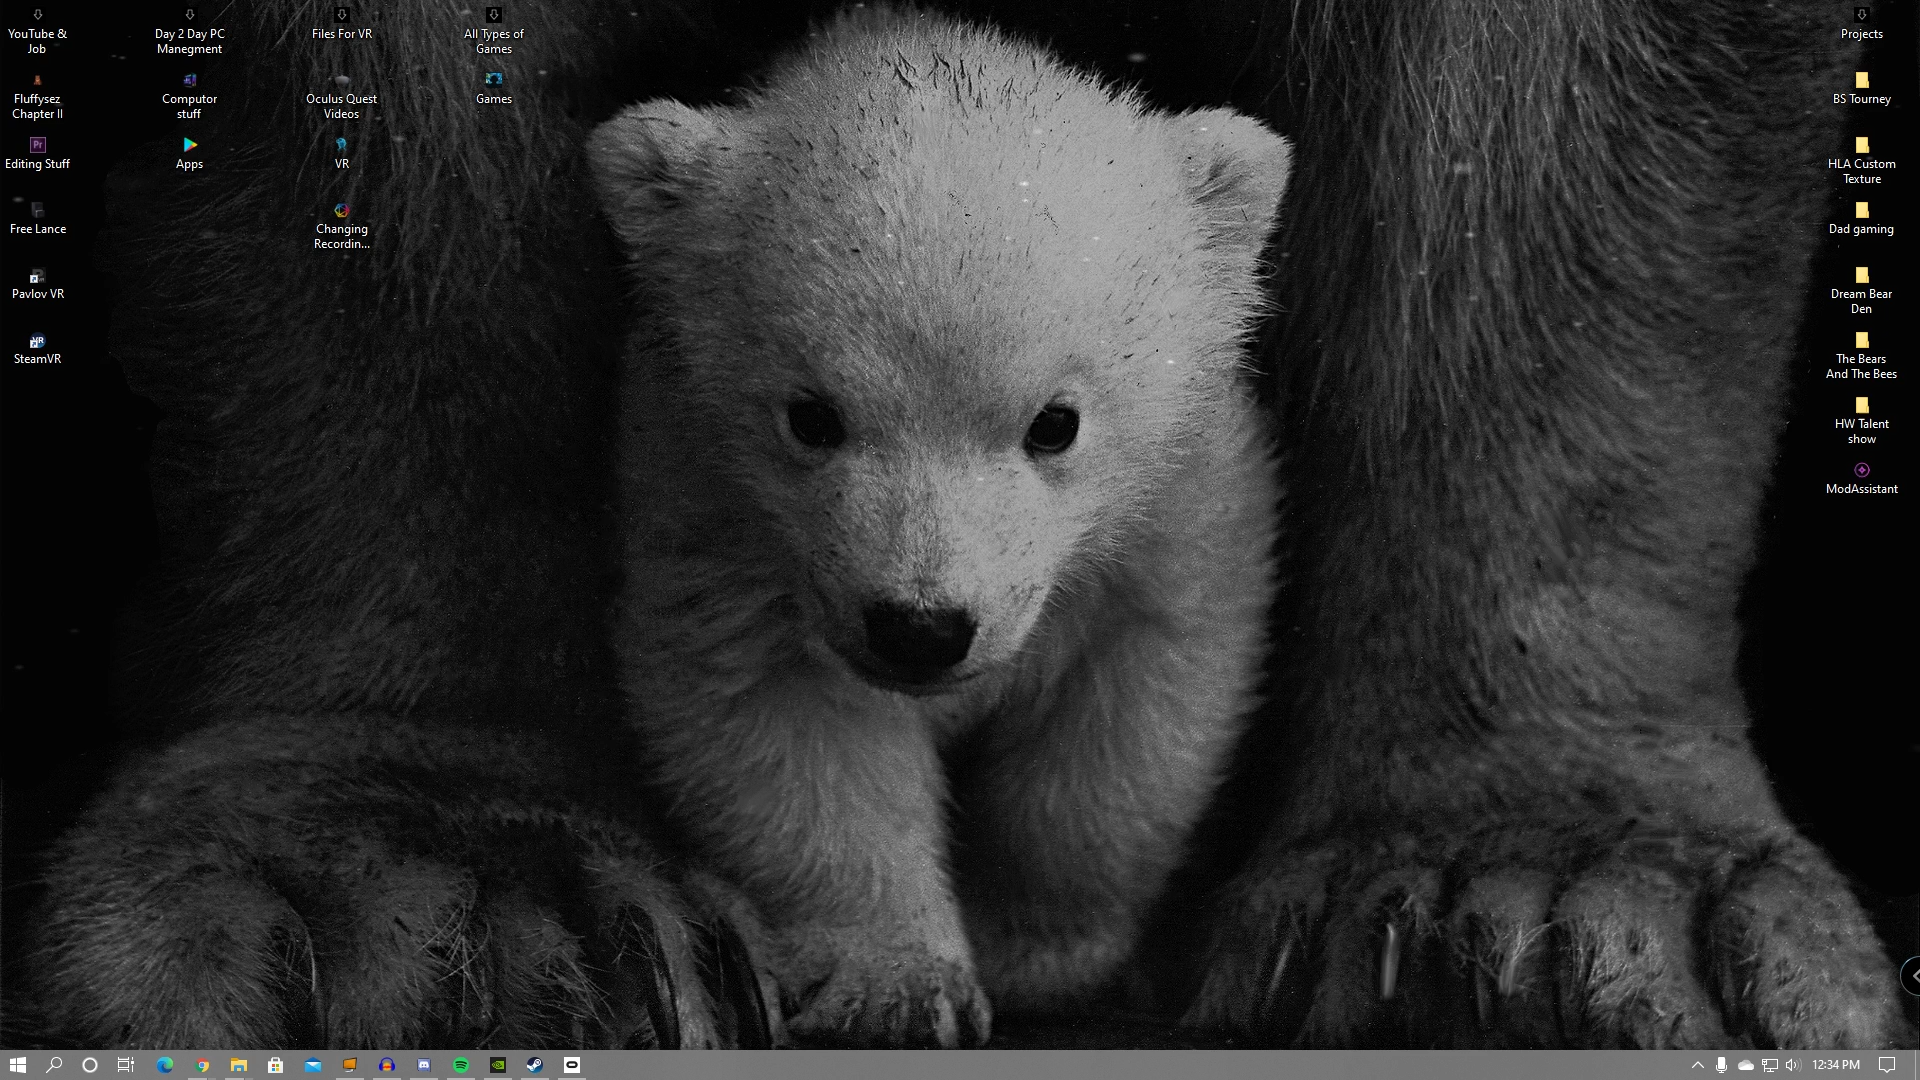 YouTube &
Job
Fluffysez
Chapter II
Pr
Editing Stuff
Free Lance
Pavlov VR
VR
SteamVR
Day 2 Day PC
Manegment
Computor
stuff
Apps
Files For VR
Oculus Quest
Videos
VR
Changing
Recordin...
All Types of
Games
Games
Projects
BS Tourney
HLA Custom
Texture
Dad gaming
Dream Bear
Den
The Bears
And The Bees
HW Talent
show
ModAssistant
12:34 PM